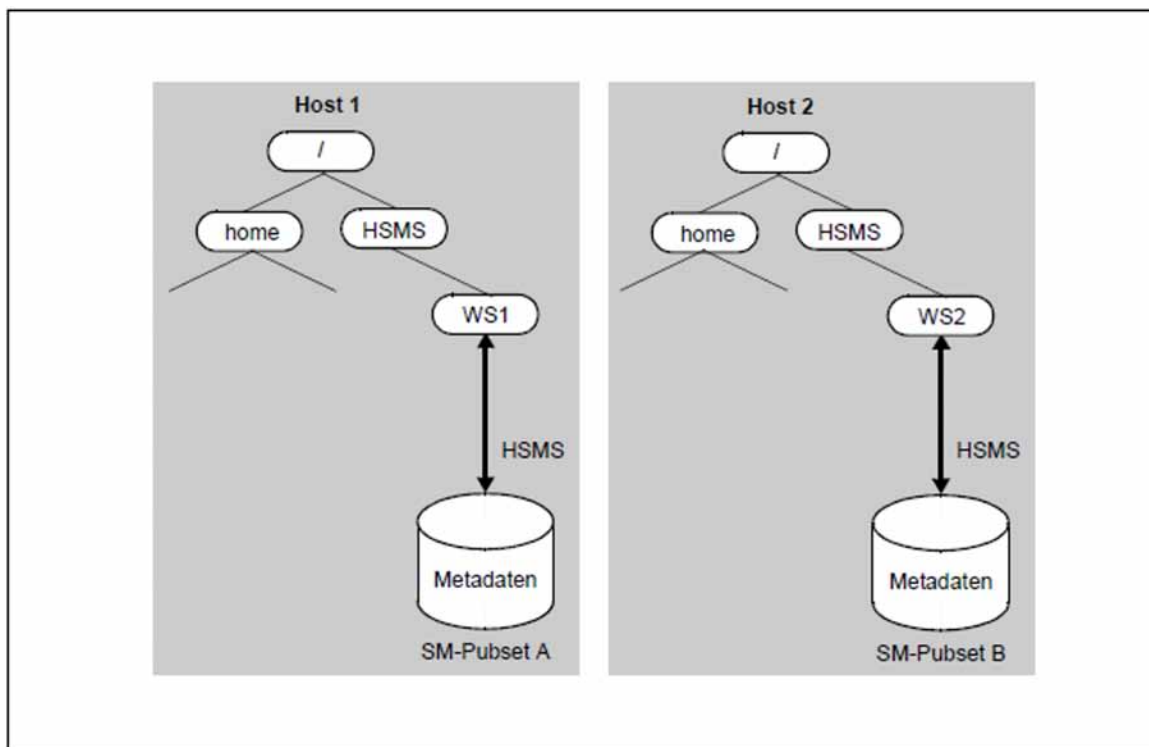 Host 1
/
home
HSMS
WS1
HSMS
Metadaten
SM-Pubset A
Host 2
/
home
HSMS
WS2
HSMS
Metadaten
SM-Pubset B